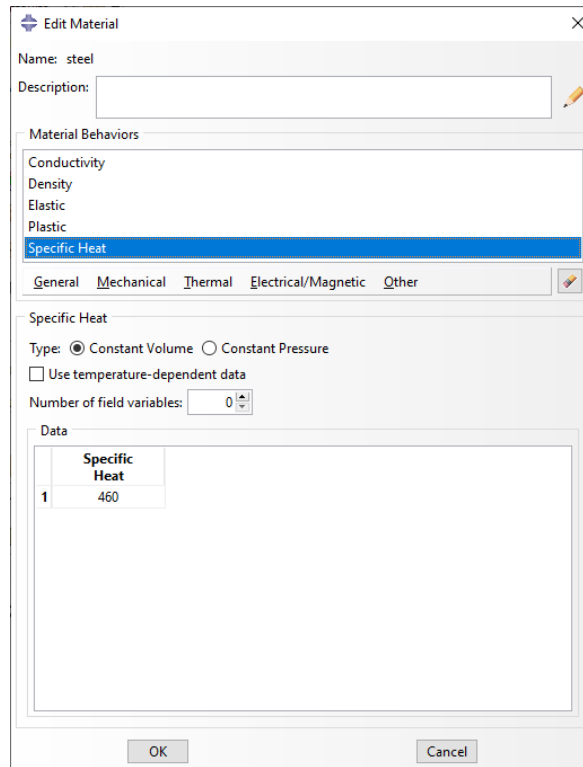 Edit Material
Name: steel
Description:
Material Behaviors
Conductivity
Density
Elastic
Plastic
Specific Heat
General Mechanical Thermal Electrical/Magnetic Other
Specific Heat
Type: Constant Volume Constant Pressure
Use temperature-dependent data
Number of field variables: 0
Data
Specific
Heat
1 460
OK Cancel